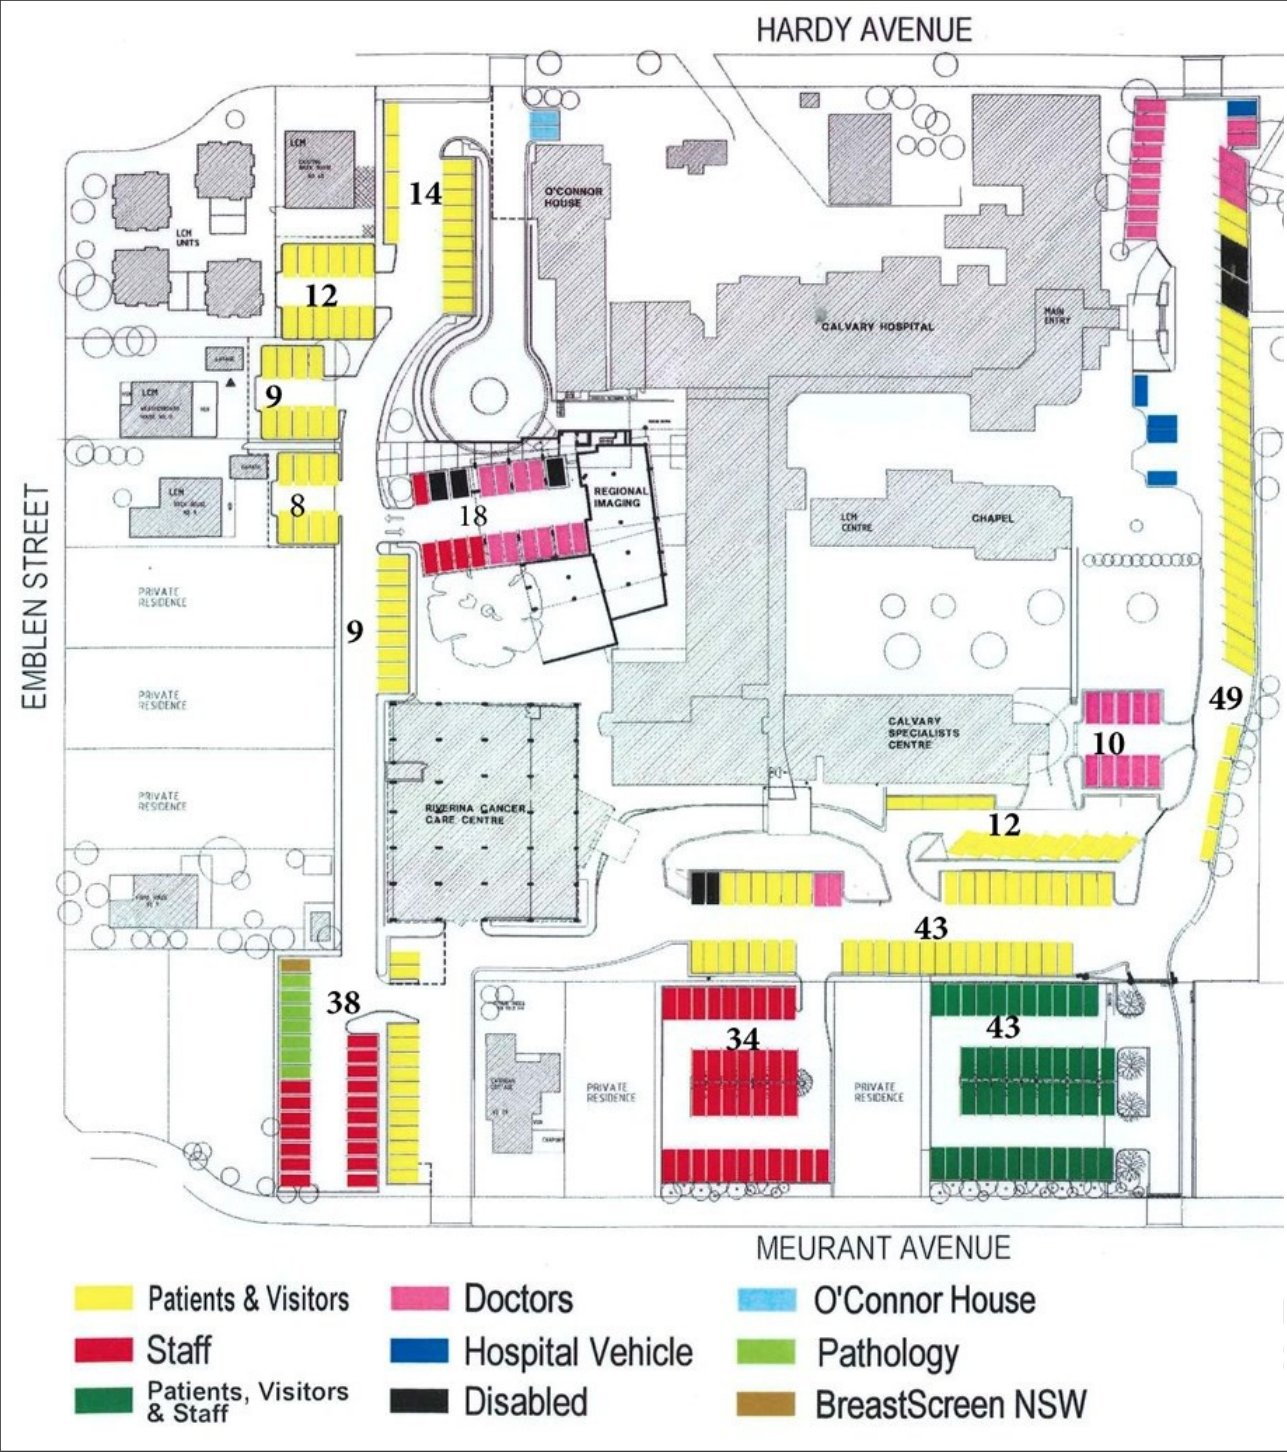 HARDY AVENUE
LCM
14
O'CONNOR
HOUSE
LCM
UNITS
12
CALVARY HOSPITAL
MAIN
ENTRY
9
LCM
EMBLEN STREET
8
LCM
18
REGIONAL
IMAGING
LCM
CENTRE
CHAPEL
PRIVATE
RESIDENCE
9
PRIVATE
RESIDENCE
49
CALVARY
SPECIALISTS
CENTRE
10
PRIVATE
RESIDENCE
RIVERINA CANCER
CARE CENTRE
12
43
38
34
43
PRIVATE
RESIDENCE
PRIVATE
RESIDENCE
MEURANT AVENUE
Patients & Visitors
Doctors
O'Connor House
Staff
Hospital Vehicle
Pathology
Patients, Visitors
& Staff
Disabled
BreastScreen NSW